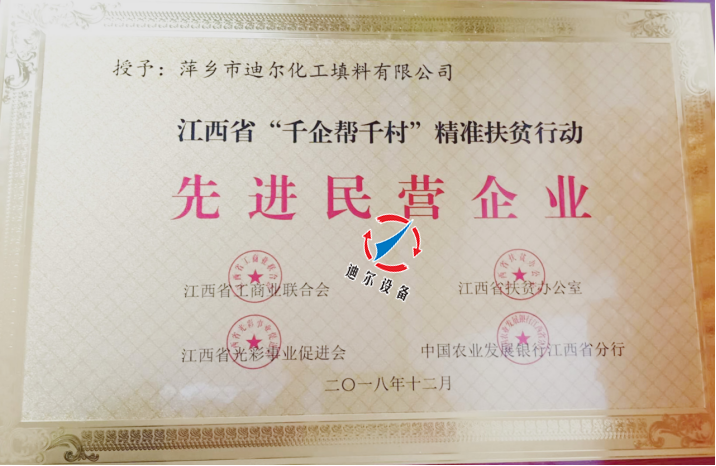 授予：萍乡市迪尔化工填料有限公司
江西省“千企帮千村”精准扶贫行动
先进民营企业
迪尔设备
江西省工商业联合会
江西省扶贫办公室
江西省光彩事业促进会
中国农业发展银行江西省分行
二〇一八年十二月